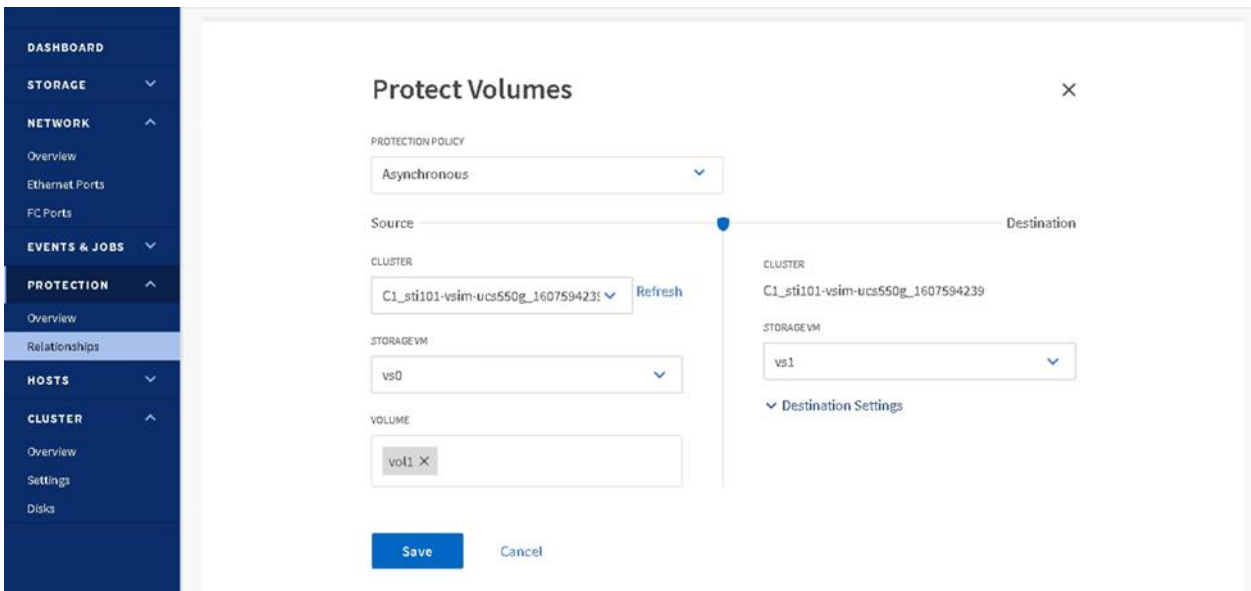 DASHBOARD
STORAGE
NETWORK
Overview
Ethernet Ports
FC Ports
EVENTS & JOBS
PROTECTION
Overview
Relationships
HOSTS
CLUSTER
Overview
Settings
Disks
Protect Volumes
PROTECTION POLICY
Asynchronous
Source
Destination
CLUSTER
C1_sti101-vsim-ucs550g_1607594239
Refresh
STORAGE VM
vs0
VOLUME
vol1
CLUSTER
C1_sti101-vsim-ucs550g_1607594239
STORAGE VM
vs1
Destination Settings
Save
Cancel